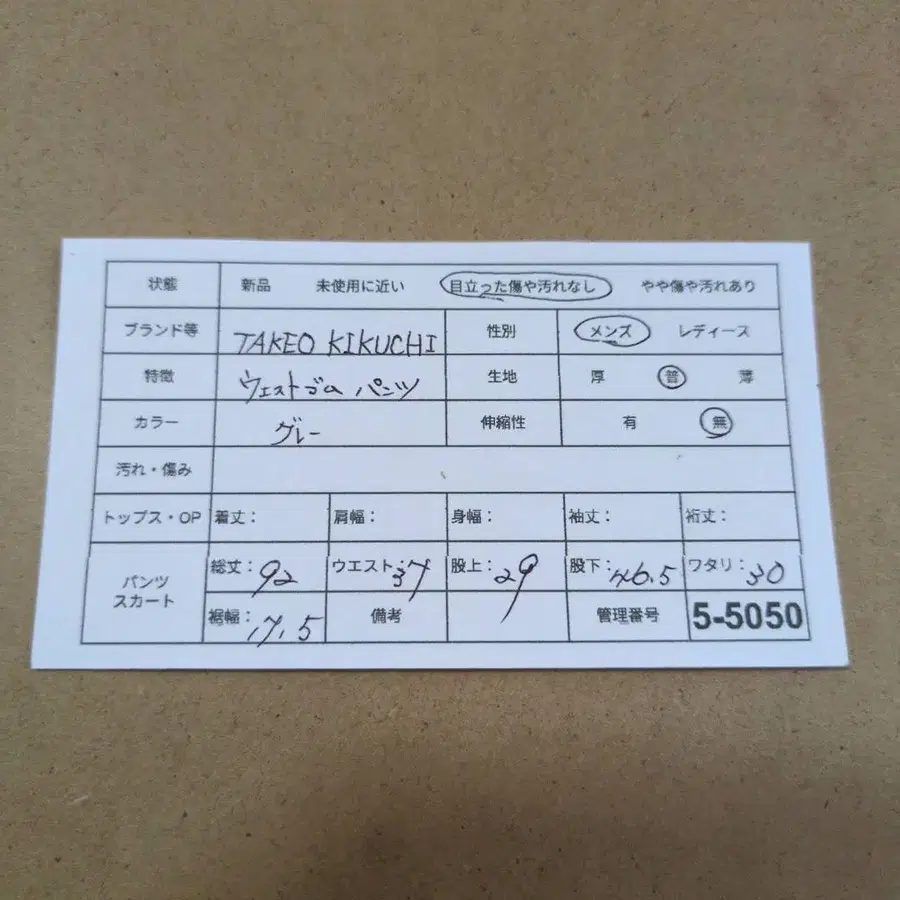 状態 新品 未使用に近い 目立った傷や汚れなし やや傷や汚れあり
ブランド等 TAKEO KIKUCHI 性別 メンズ レディース
特徴 ウエストゴム パンツ 生地 厚 普 薄
カラー グレー 伸縮性 有 無
汚れ・傷み
トップス・OP 着丈: 肩幅: 身幅: 袖丈: 裄丈:
パンツ スカート 総丈: 92 ウエスト: 37 股上: 29 股下: 46.5 ワタリ: 30
裾幅: 17.5 備考 管理番号 5-5050